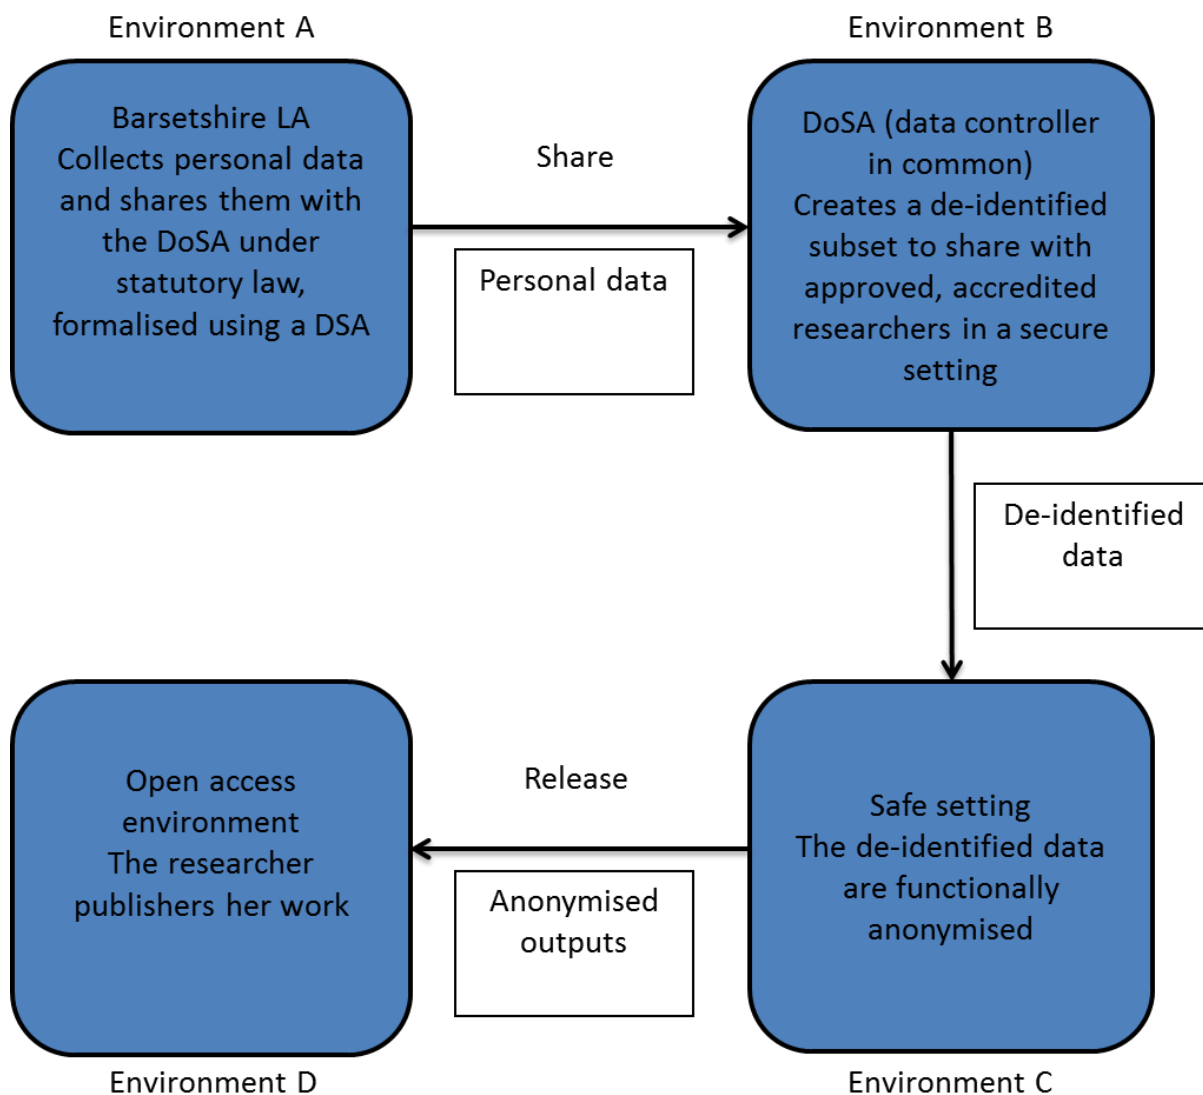 Environment A
Barsetshire LA
Collects personal data
and shares them with
the DoSA under
statutory law,
formalised using a DSA
Share
Personal data
Environment B
DoSA (data controller
in common)
Creates a de-identified
subset to share with
approved, accredited
researchers in a secure
setting
De-identified
data
Safe setting
The de-identified data
are functionally
anonymised
Environment C
Release
Anonymised
outputs
Open access
environment
The researcher
publishers her work
Environment D